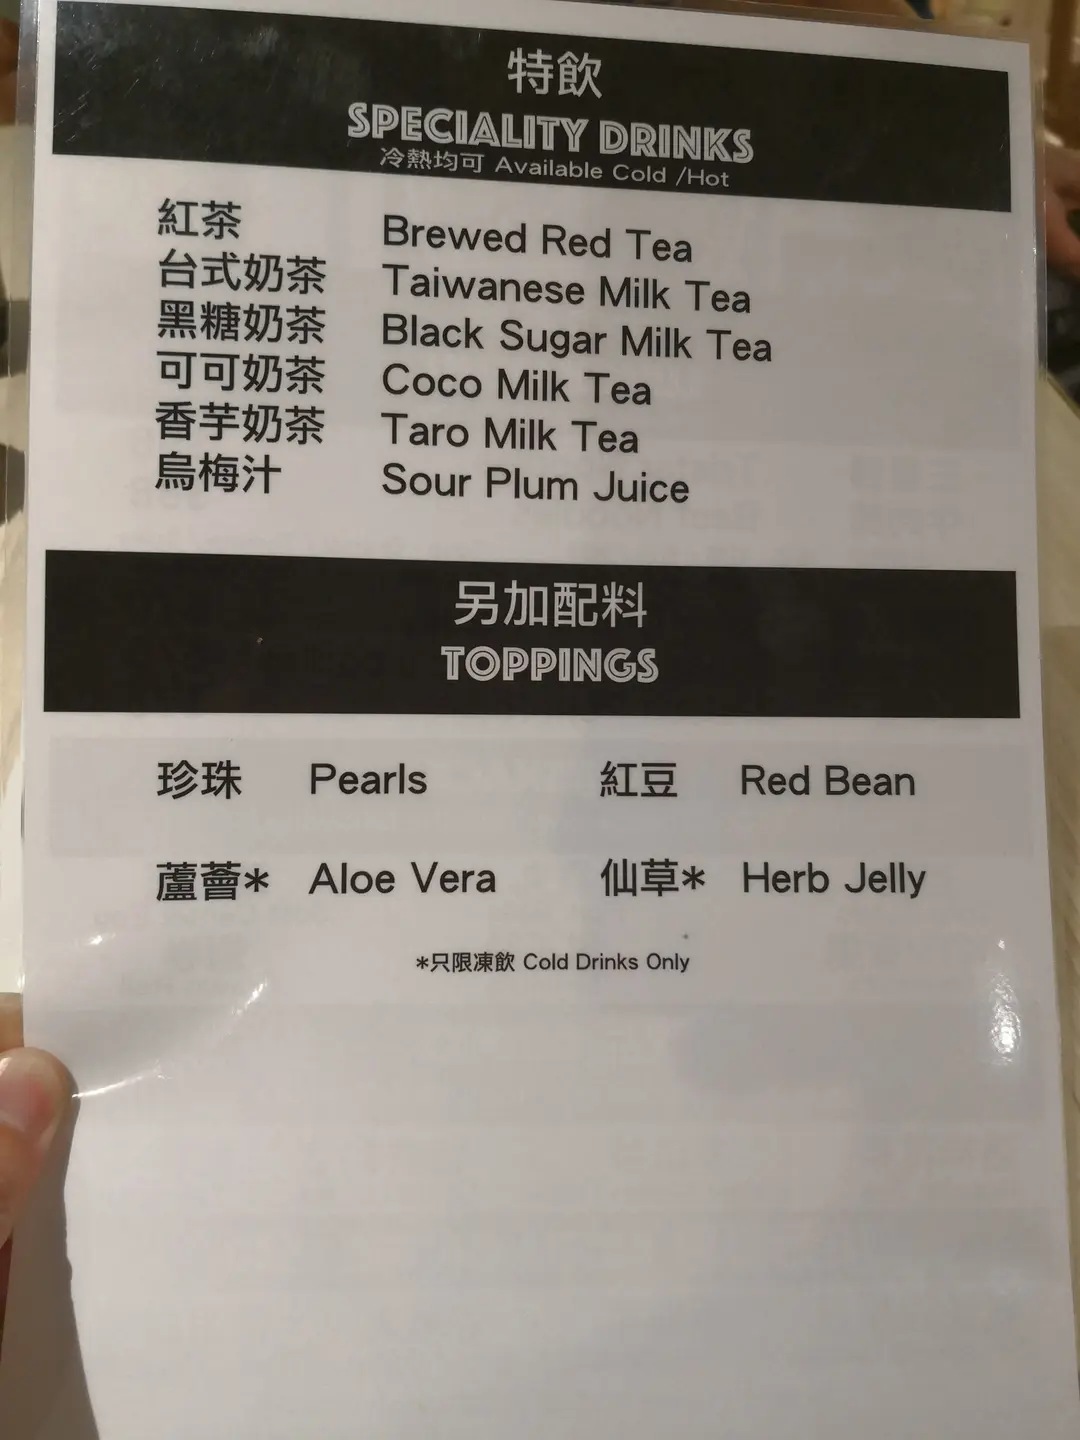 特飲
SPECIALITY DRINKS
冷熱均可 Available Cold /Hot
紅茶 Brewed Red Tea
台式奶茶 Taiwanese Milk Tea
黑糖奶茶 Black Sugar Milk Tea
可可奶茶 Coco Milk Tea
香芋奶茶 Taro Milk Tea
烏梅汁 Sour Plum Juice
另加配料
TOPPINGS
珍珠 Pearls 紅豆 Red Bean
蘆薈* Aloe Vera 仙草* Herb Jelly
*只限凍飲 Cold Drinks Only